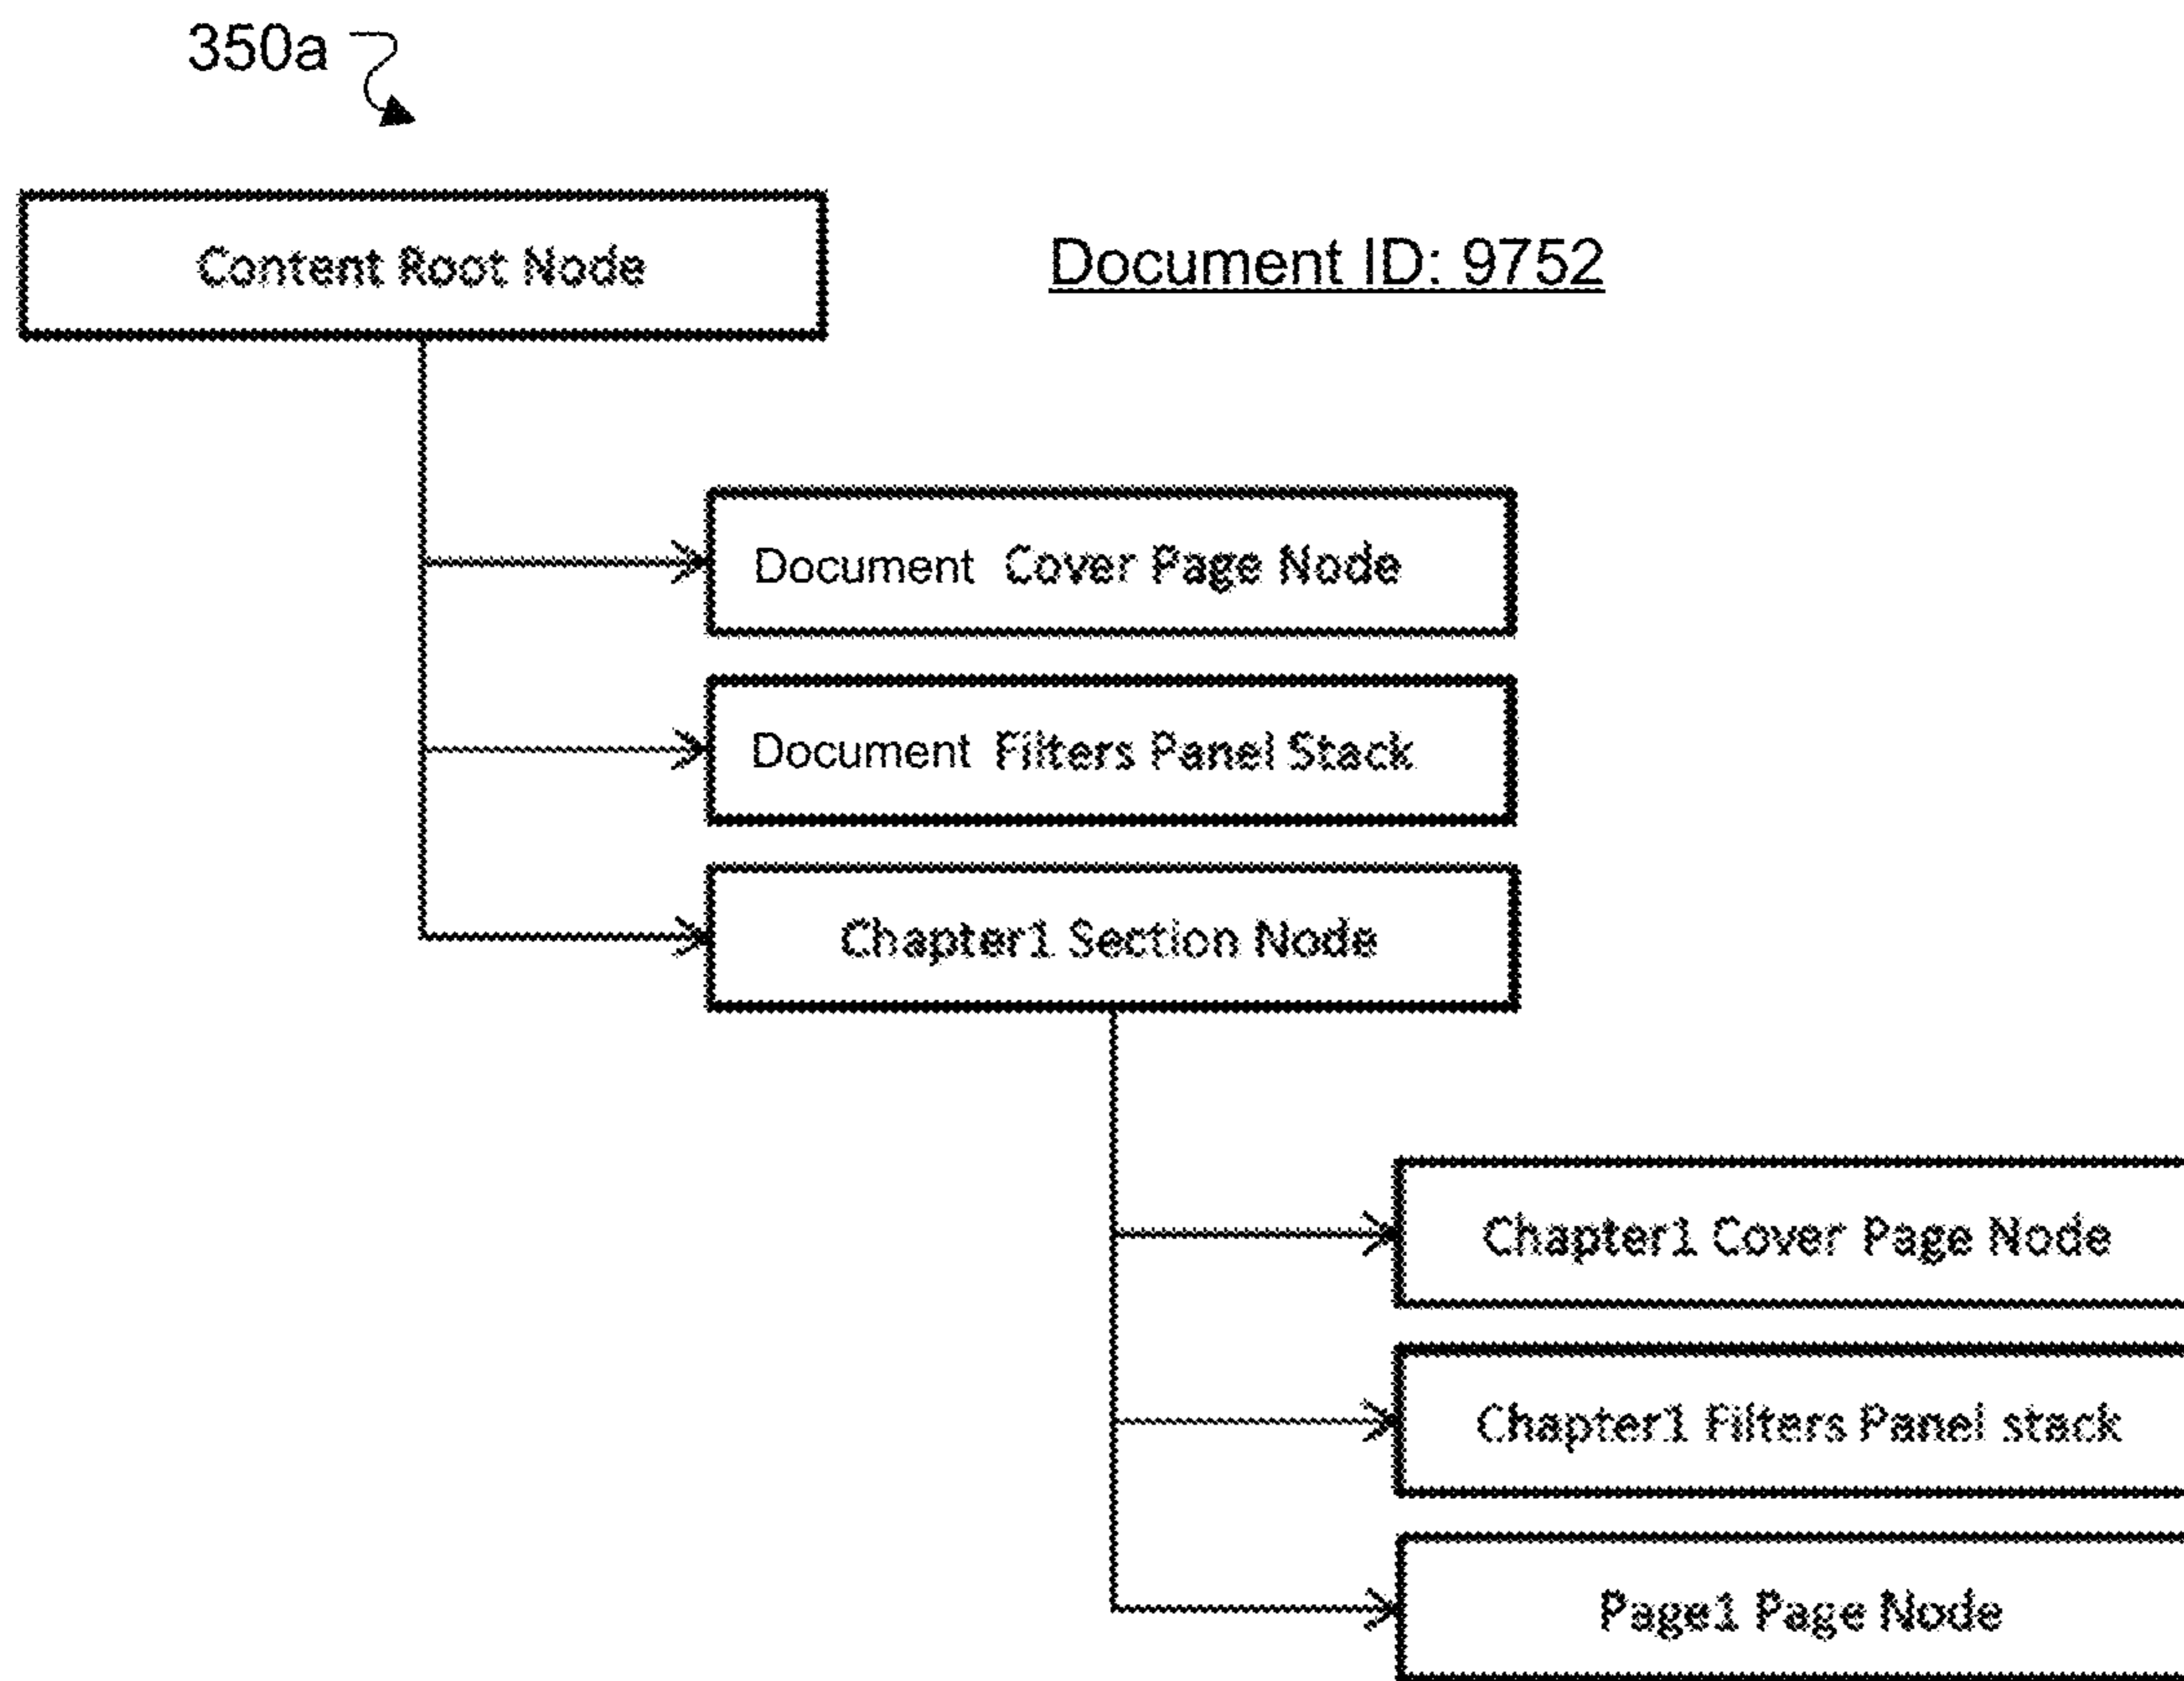 350a
Content Root Node
Document ID: 9752
Document Cover Page Node
Document Filters Panel Stack
Chapter1 Section Node
Chapter1 Cover Page Node
Chapter1 Filters Panel stack
Page1 Page Node